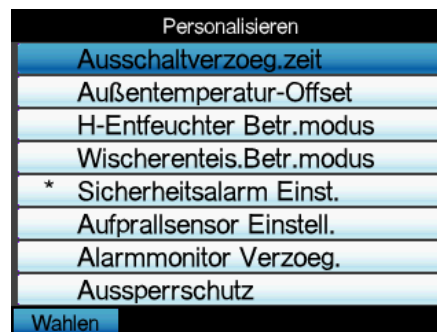 Personalisieren
Ausschaltverzoeg.zeit
Außentemperatur-Offset
H-Entfeuchter Betr.modus
Wischerenteis.Betr.modus
* Sicherheitsalarm Einst.
Aufprallsensor Einstell.
Alarmmonitor Verzoeg.
Aussperrschutz
Wahlen